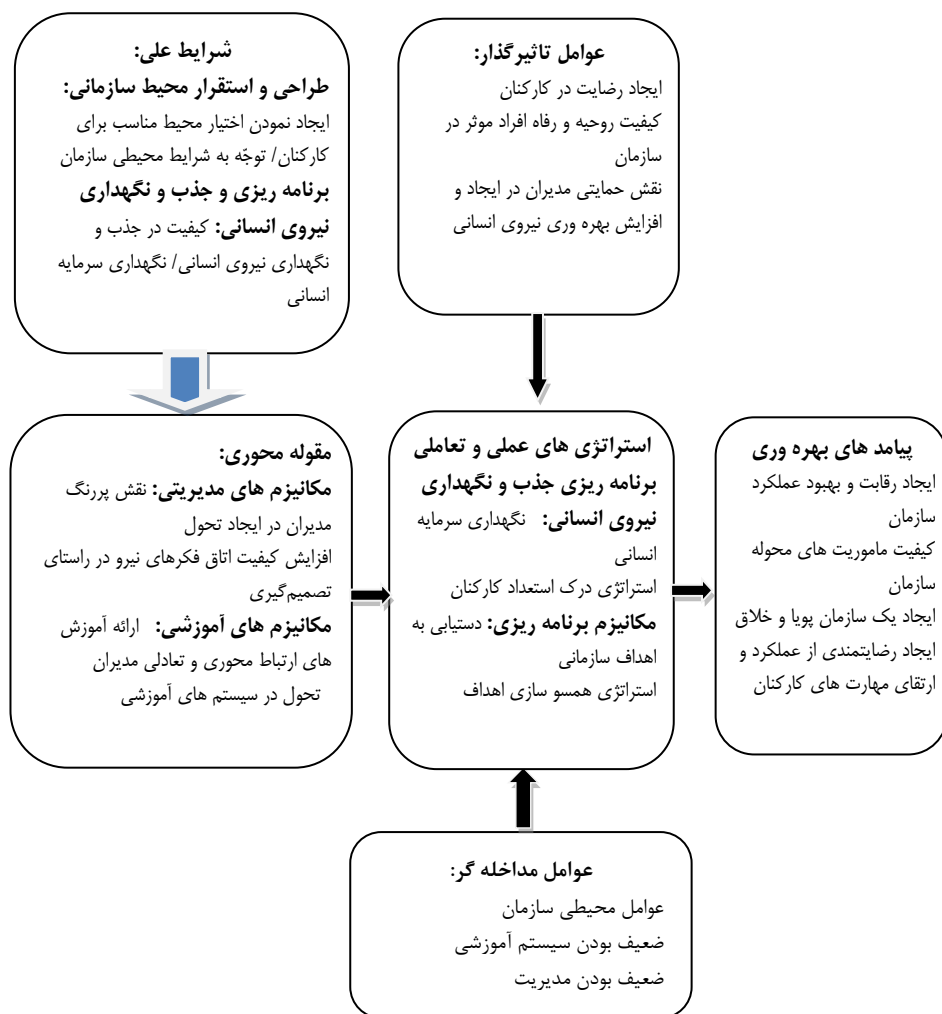 شرایط علی:
طراحی و استقرار محیط سازمانی:
ایجاد نمودن اختیار محیط مناسب برای
کارکنان/ توجّه به شرایط محیطی سازمان
برنامه ریزی و جذب و نگهداری
نیروی انسانی: کیفیت در جذب و
نگهداری نیروی انسانی/ نگهداری سرمایه
انسانی
عوامل تاثیرگذار:
ایجاد رضایت در کارکنان
کیفیت روحیه و رفاه افراد موثر در
سازمان
نقش حمایتی مدیران در ایجاد و
افزایش بهره وری نیروی انسانی
مقوله محوری:
مکانیزم های مدیریتی: نقش پررنگ
مدیران در ایجاد تحول
افزایش کیفیت اتاق فکرهای نیرو در راستای
تصمیم‌گیری
مکانیزم های آموزشی: ارائه آموزش
های ارتباط محوری و تعادلی مدیران
تحول در سیستم های آموزشی
استراتژی های عملی و تعاملی
برنامه ریزی جذب و نگهداری
نیروی انسانی: نگهداری سرمایه
انسانی
استراتژی درک استعداد کارکنان
مکانیزم برنامه ریزی: دستیابی به
اهداف سازمانی
استراتژی همسو سازی اهداف
پیامد های بهره وری
ایجاد رقابت و بهبود عملکرد
سازمان
کیفیت ماموریت های محوله
سازمان
ایجاد یک سازمان پویا و خلاق
ایجاد رضایتمندی از عملکرد و
ارتقای مهارت های کارکنان
عوامل مداخله گر:
عوامل محیطی سازمان
ضعیف بودن سیستم آموزشی
ضعیف بودن مدیریت